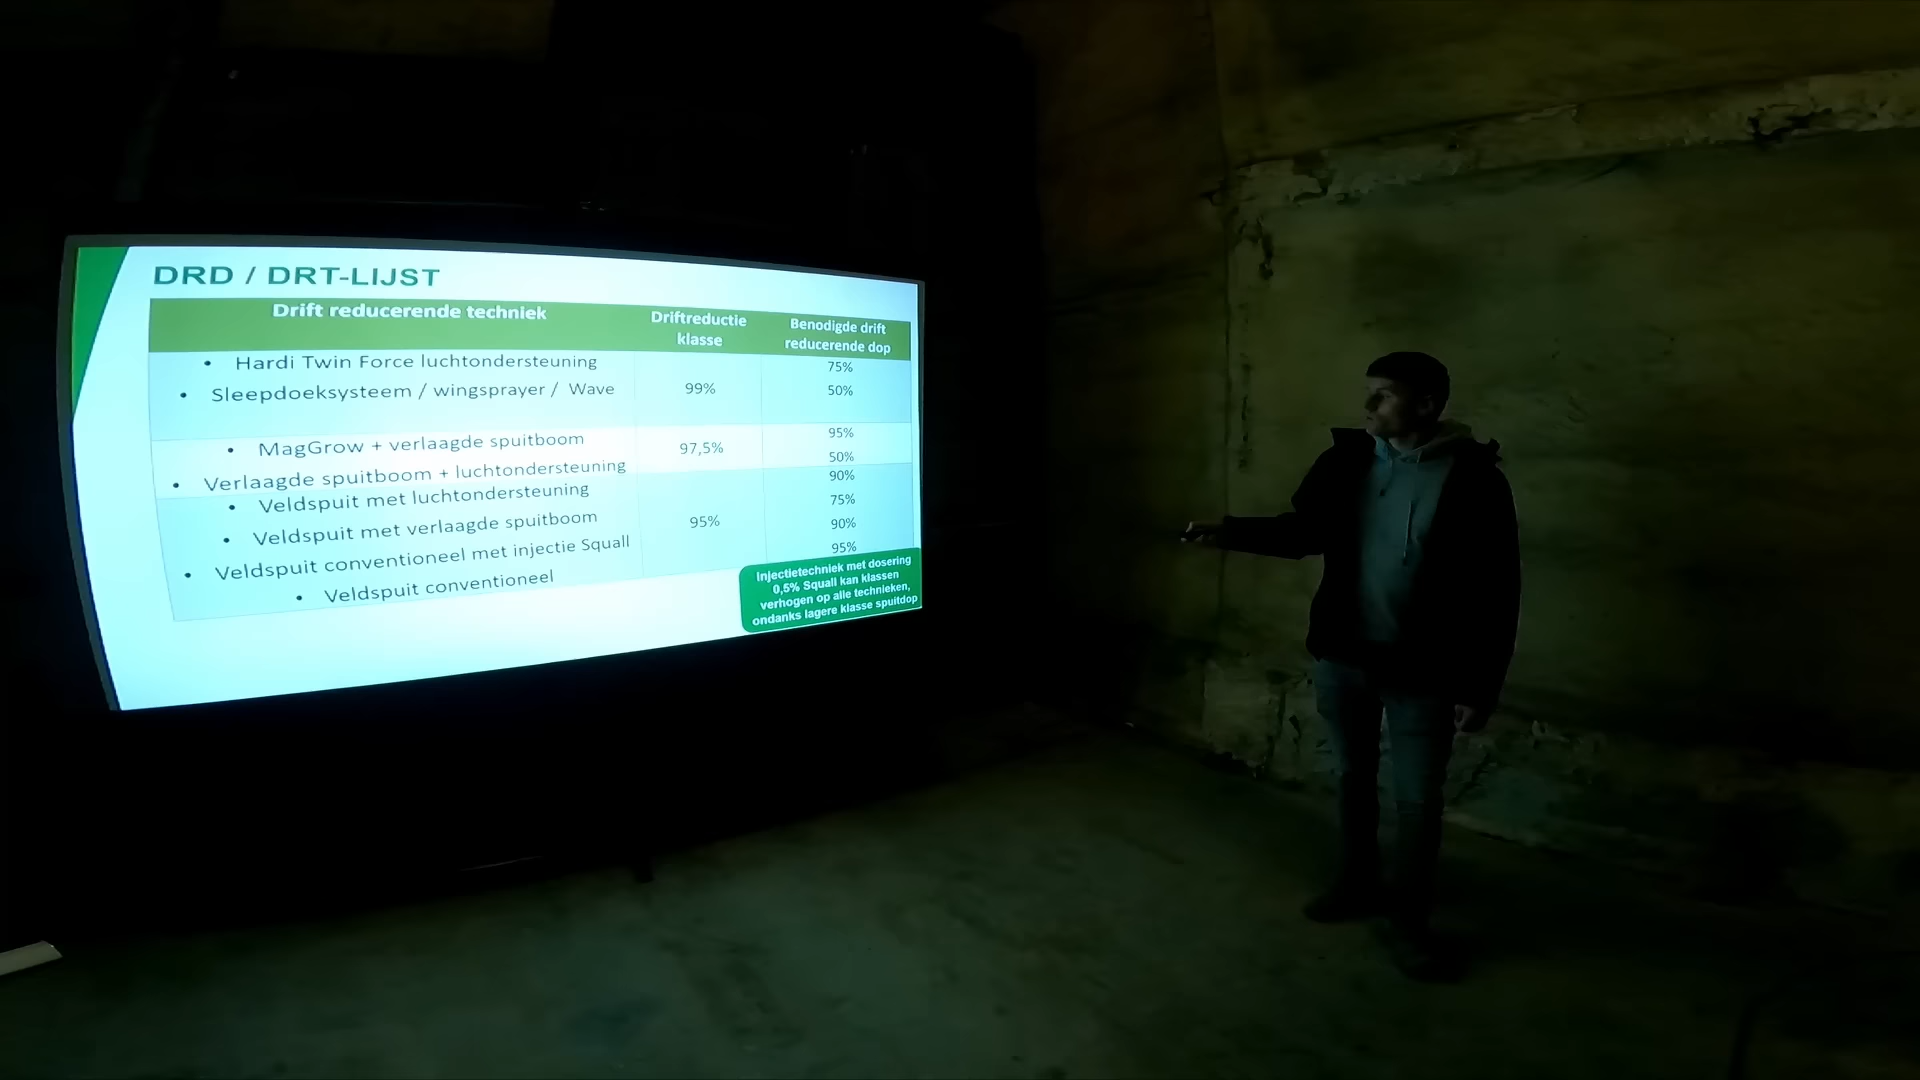 DRD / DRT-LIJST
Drift reducerende techniek
Driftreductie
klasse
Benodigde drift
reducerende dop
• Hardi Twin Force luchtondersteuning
• Sleepdoeksysteem / wingsprayer / Wave
99%
75%
50%
• MagGrow + verlaagde spuitboom
• Verlaagde spuitboom + luchtondersteuning
97,5%
95%
50%
• Veldspuit met luchtondersteuning
• Veldspuit met verlaagde spuitboom
• Veldspuit conventioneel met injectie Squall
• Veldspuit conventioneel
95%
90%
75%
90%
95%
Injectietechniek met dosering
0,5% Squall kan klassen
verhogen op alle technieken,
ondanks lagere klasse spuitdop